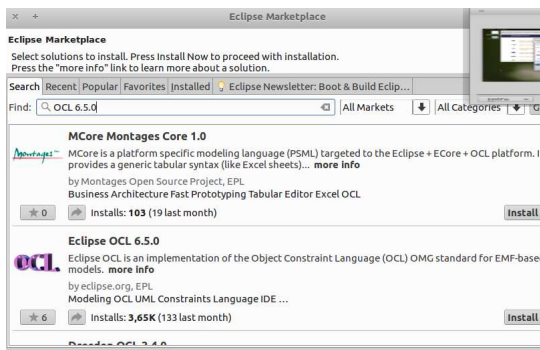 Eclipse Marketplace
Eclipse Marketplace
Select solutions to install. Press Install Now to proceed with installation.
Press the "more info" link to learn more about a solution.
Search Recent Popular Favorites Installed Eclipse Newsletter: Boot & Build Eclip...
Find: OCL 6.5.0 All Markets All Categories G
MCore Montages Core 1.0
Montages
MCore is a platform specific modeling language (PSML) targeted to the Eclipse + ECore + OCL platform. I
provides a generic tabular syntax (like Excel sheets)... more info
by Montages Open Source Project, EPL
Business Architecture Fast Prototyping Tabular Editor Excel OCL
0 Installs: 103 (19 last month) Install
Eclipse OCL 6.5.0
OCL
Eclipse OCL is an implementation of the Object Constraint Language (OCL) OMG standard for EMF-base
models. more info
by eclipse.org, EPL
Modeling OCL UML Constraints Language IDE ...
6 Installs: 3,65K (133 last month) Install
Dresden OCL 3.4.0